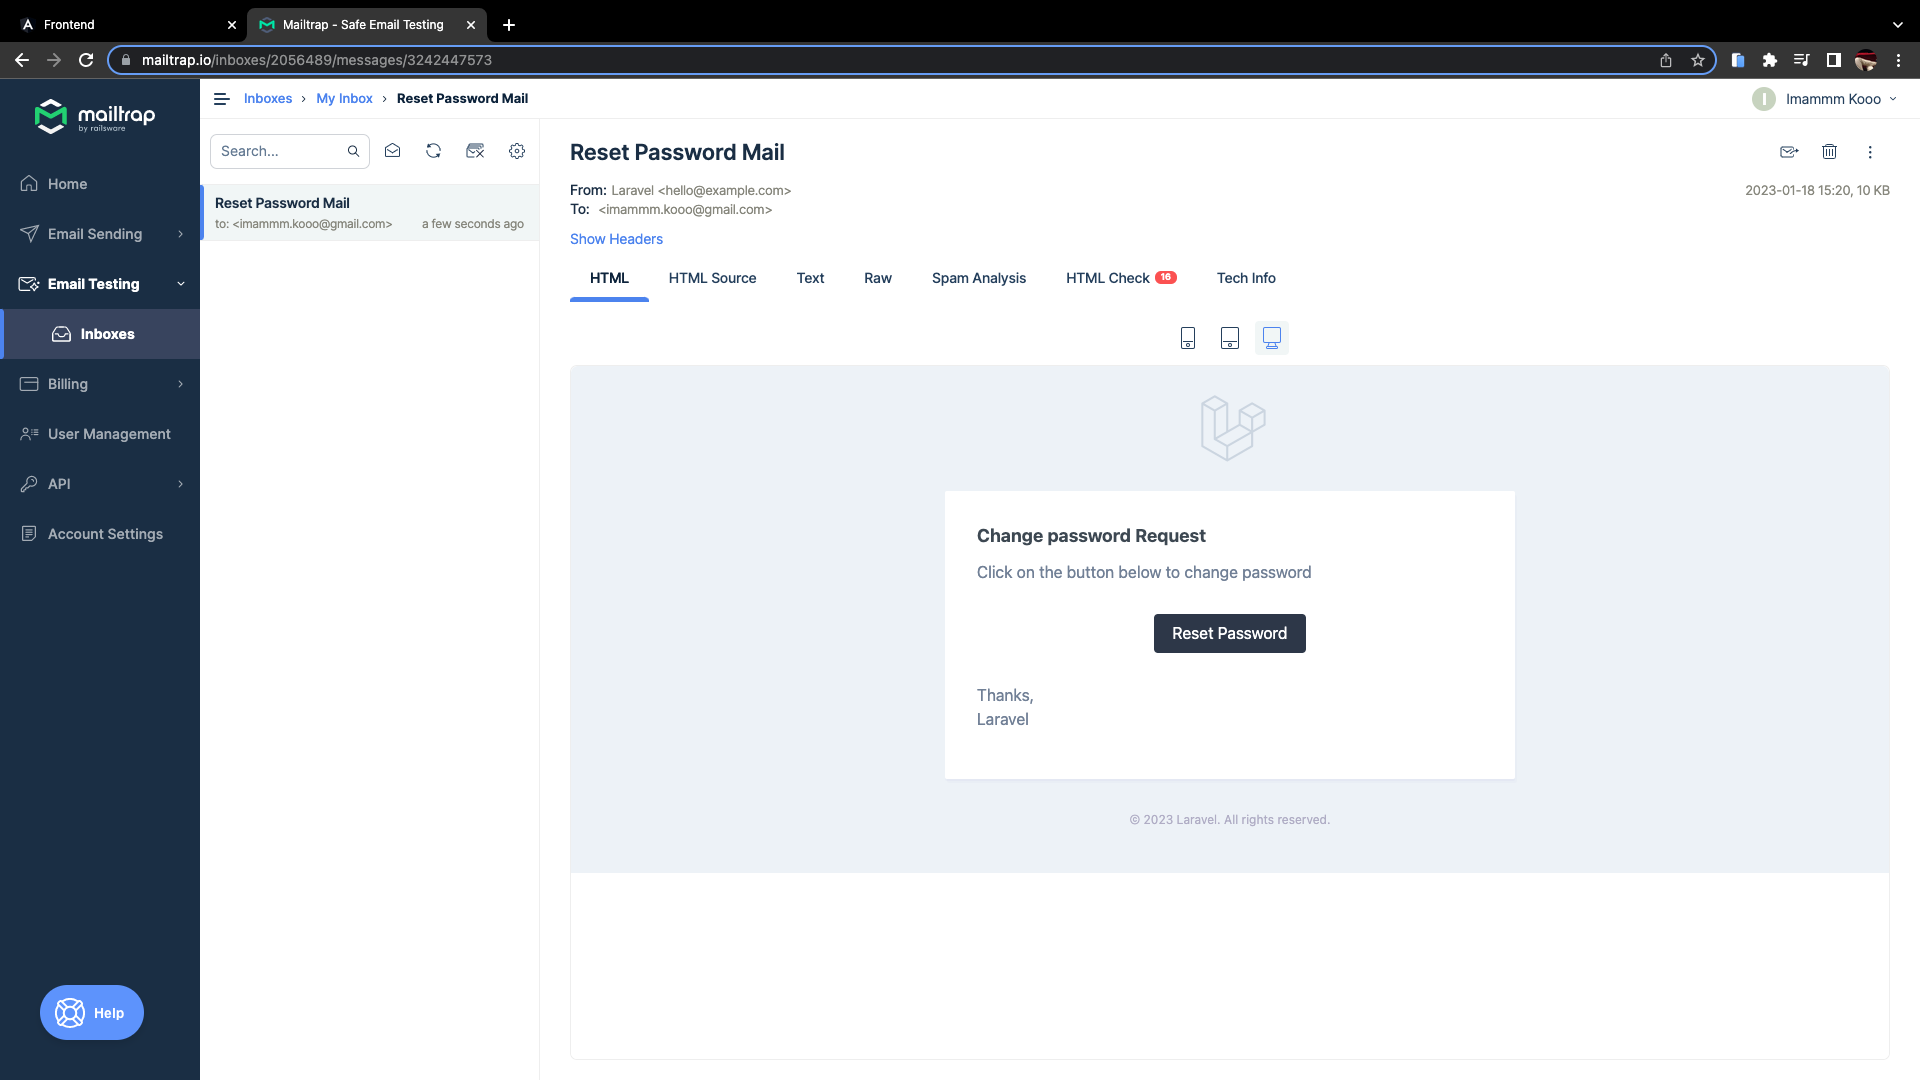 Frontend
Mailtrap - Safe Email Testing
mailtrap.io/inboxes/2056489/messages/3242447573
mailtrap
by railsware
Home
Email Sending
Email Testing
Inboxes
Billing
User Management
API
Account Settings
Help
Inboxes > My Inbox > Reset Password Mail
I Imammm Kooo
Search...
Reset Password Mail
to: <imammm.kooo@gmail.com> a few seconds ago
Reset Password Mail
From: Laravel <hello@example.com>
2023-01-18 15:20, 10 KB
To: <imammm.kooo@gmail.com>
Show Headers
HTML HTML Source Text Raw Spam Analysis HTML Check 16 Tech Info
Change password Request
Click on the button below to change password
Reset Password
Thanks,
Laravel
© 2023 Laravel. All rights reserved.